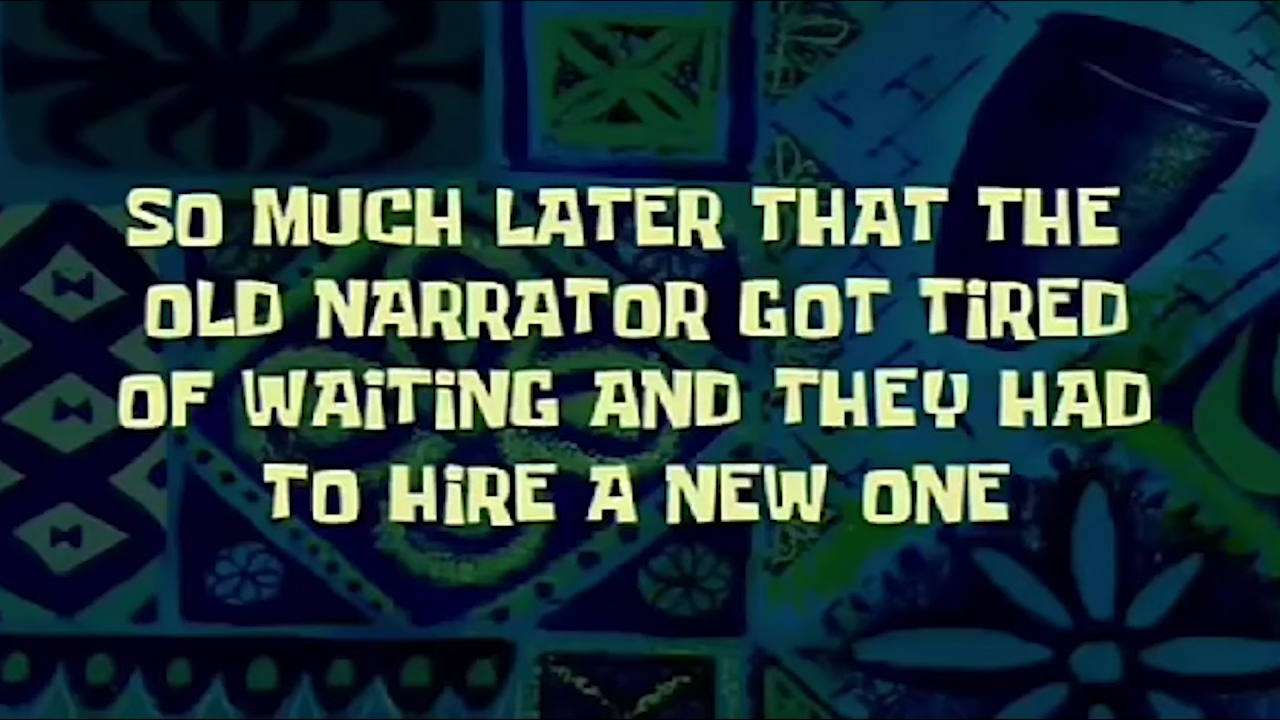 SO MUCH LATER THAT THE
OLD NARRATOR GOT TiRED
OF WAiTiNG AND THEY HAD
TO HiRE A NEW ONE